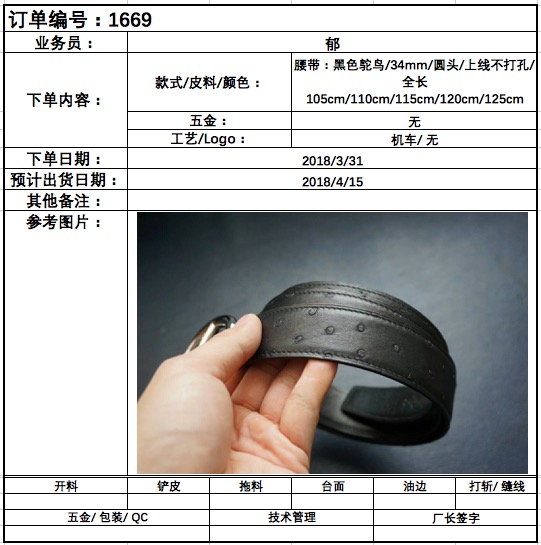 订单编号：1669
业务员：
郁
下单内容：
款式/皮料/颜色：
腰带：黑色鸵鸟/34mm/圆头/上线不打孔/
全长
105cm/110cm/115cm/120cm/125cm
五金：
无
工艺/Logo：
机车/ 无
下单日期：
2018/3/31
预计出货日期：
2018/4/15
其他备注：
参考图片：
开料
铲皮
拖料
台面
油边
打斩/ 缝线
五金/ 包装/ QC
技术管理
厂长签字